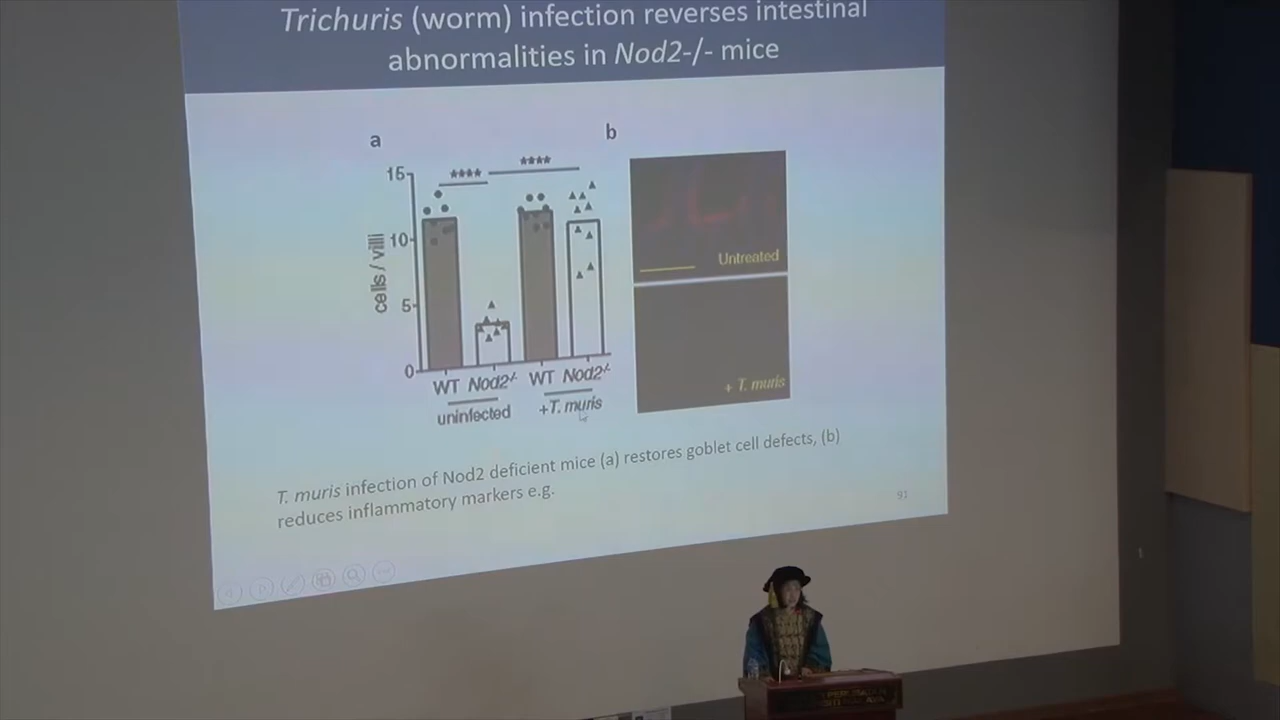 Trichuris (worm) infection reverses intestinal
abnormalities in Nod2-/- mice
a
b
****
****
15
10
5
0
cells / villi
WT Nod2-/- WT Nod2-/-
uninfected
+T. muris
Untreated
+ T. muris
T. muris infection of Nod2 deficient mice (a) restores goblet cell defects, (b)
reduces inflammatory markers e.g.
91